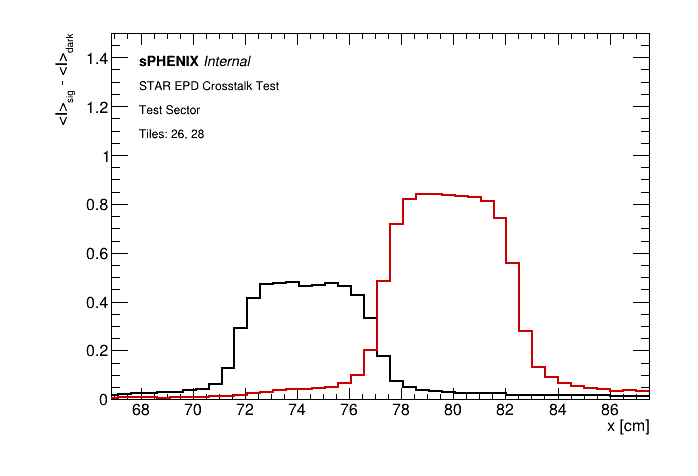 <I>sig - <I>dark
1.4
1.2
1
0.8
0.6
0.4
0.2
0
sPHENIX Internal
STAR EPD Crosstalk Test
Test Sector
Tiles: 26, 28
68 70 72 74 76 78 80 82 84 86
x [cm]